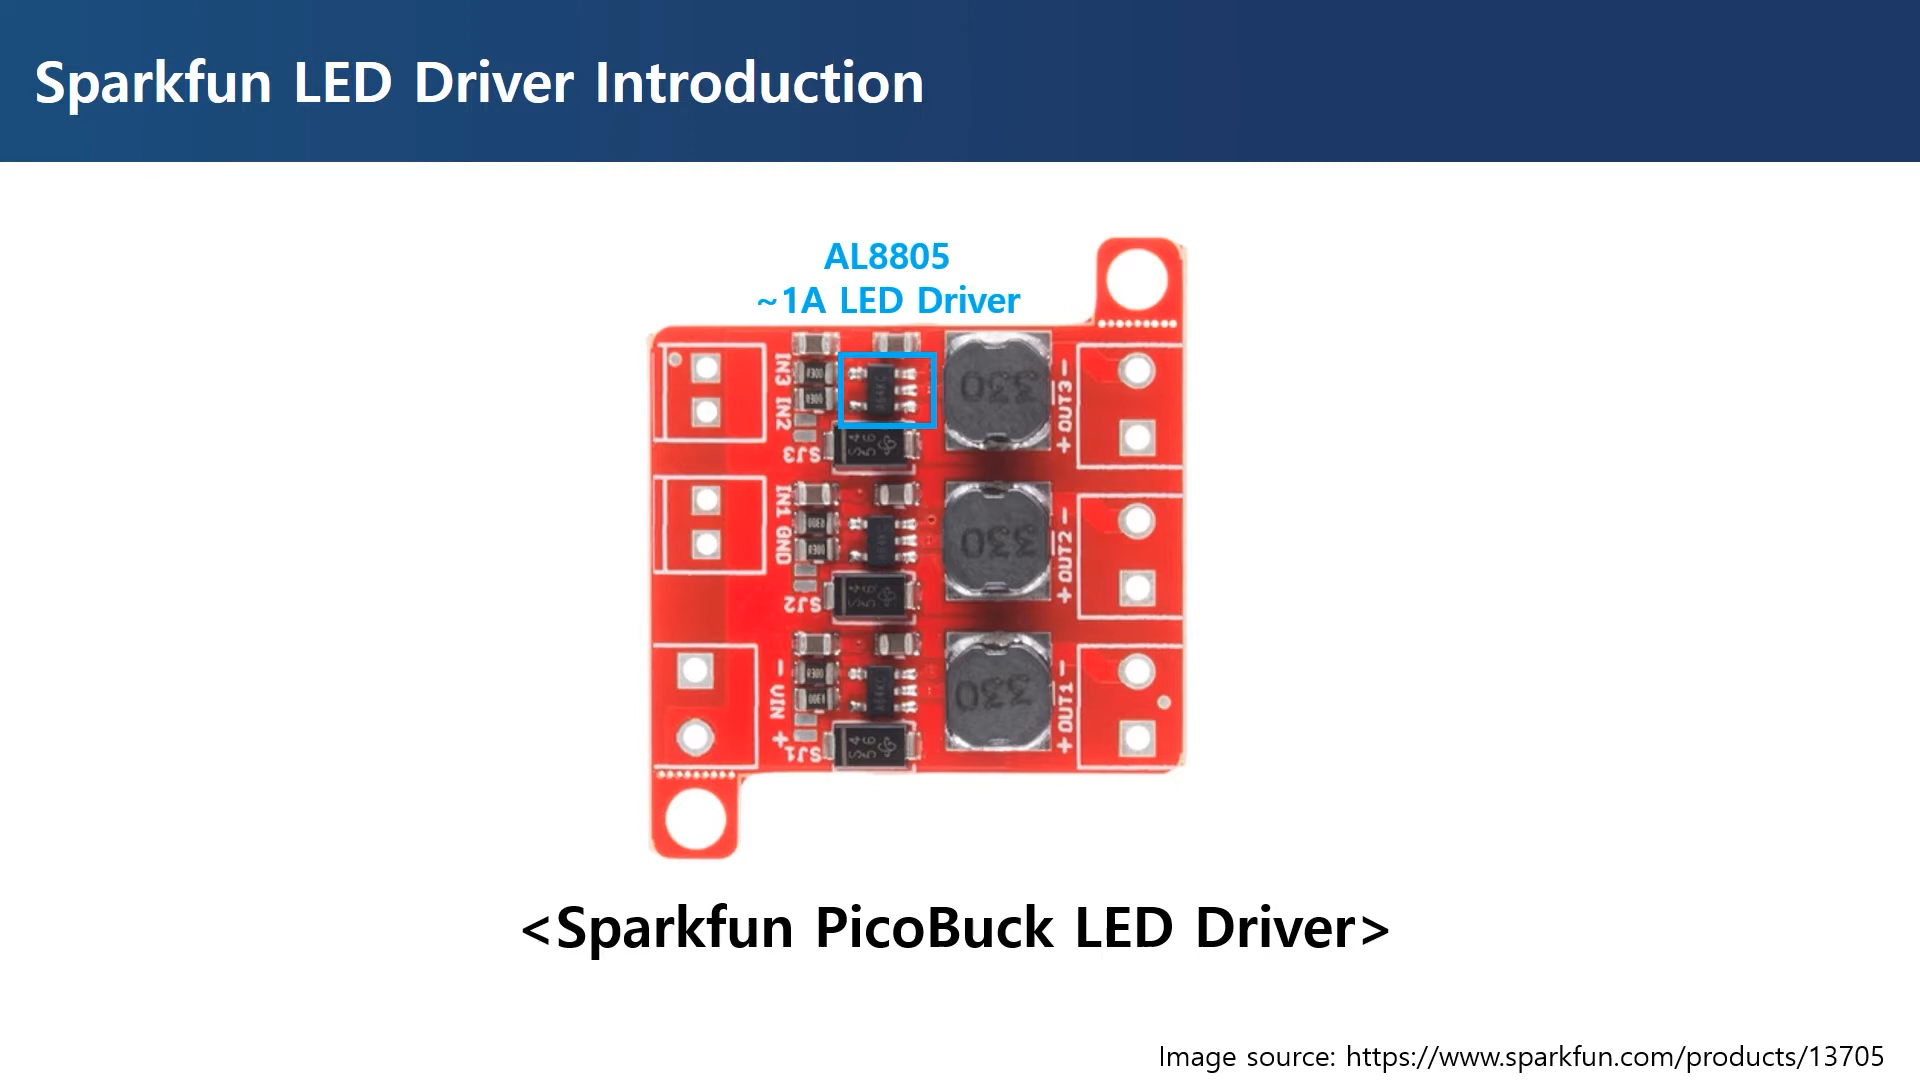 Sparkfun LED Driver Introduction
AL8805
~1A LED Driver
IN3
IN2
SJ3
330
- OUT3 +
IN1
GND
SJ2
330
- OUT2 +
- VIN +
SJ1
330
- OUT1 +
<Sparkfun PicoBuck LED Driver>
Image source: https://www.sparkfun.com/products/13705